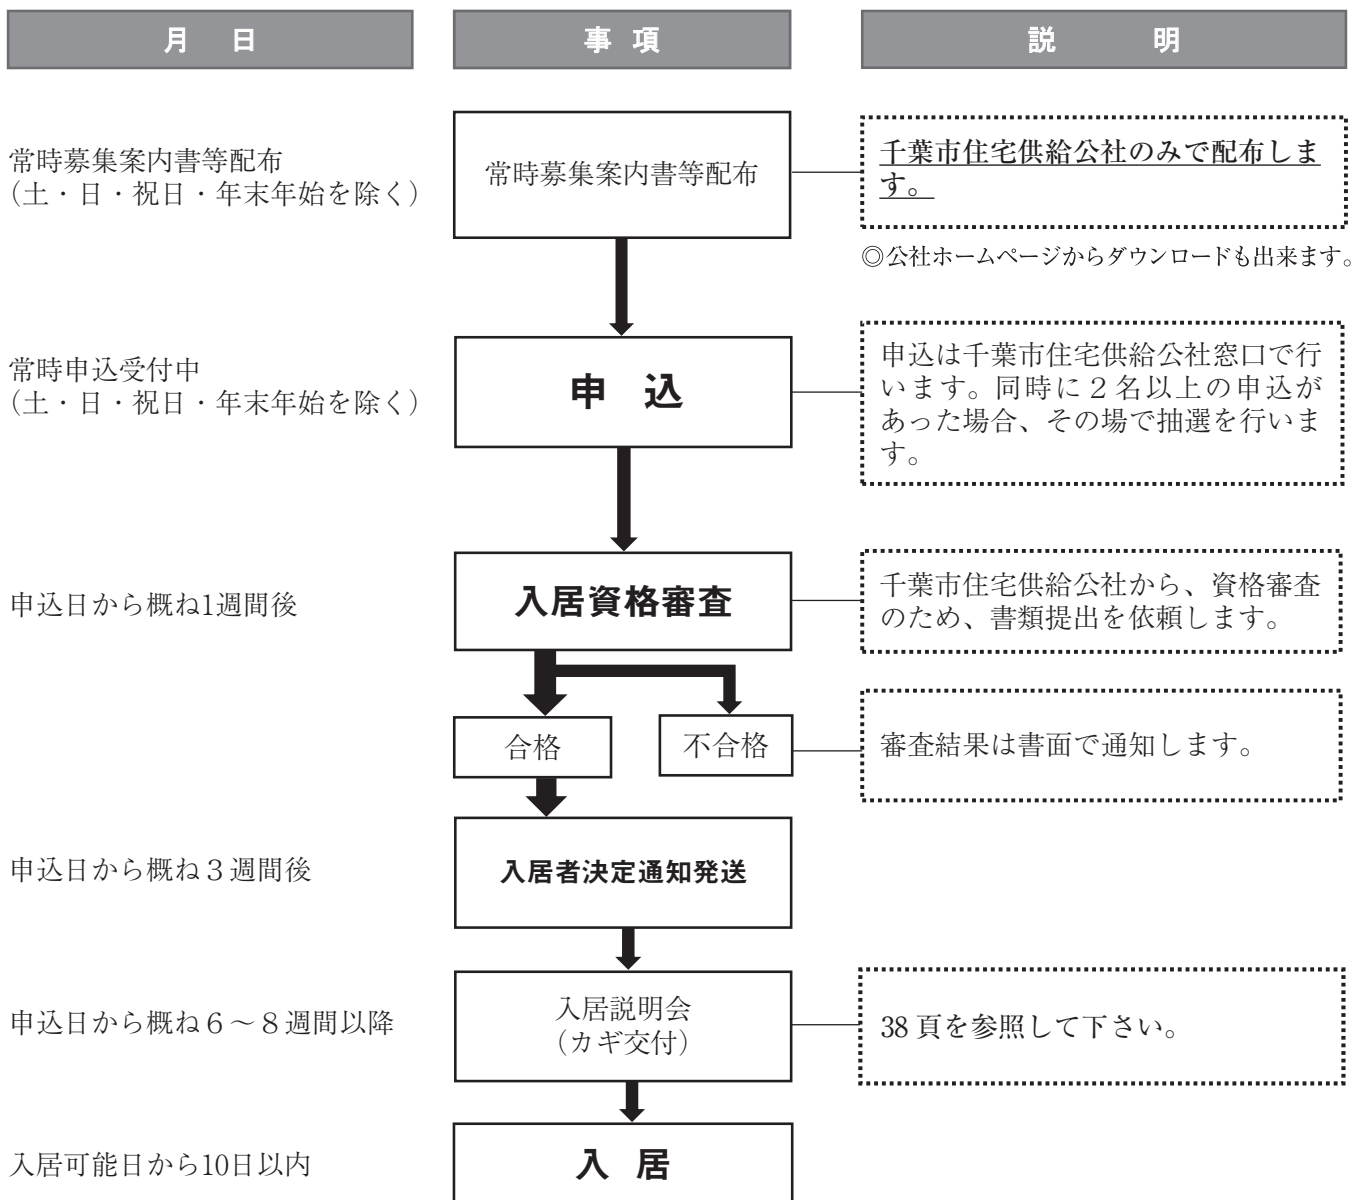 月　日
事 項
説　明
常時募集案内書等配布
(土・日・祝日・年末年始を除く)
常時募集案内書等配布
千葉市住宅供給公社のみで配布しま
す。
◎公社ホームページからダウンロードも出来ます。
常時申込受付中
(土・日・祝日・年末年始を除く)
申　込
申込は千葉市住宅供給公社窓口で行
います。同時に２名以上の申込が
あった場合、その場で抽選を行いま
す。
申込日から概ね1週間後
入居資格審査
千葉市住宅供給公社から、資格審査
のため、書類提出を依頼します。
合格
不合格
審査結果は書面で通知します。
申込日から概ね３週間後
入居者決定通知発送
申込日から概ね６～８週間以降
入居説明会
(カギ交付)
38 頁を参照して下さい。
入居可能日から10日以内
入　居